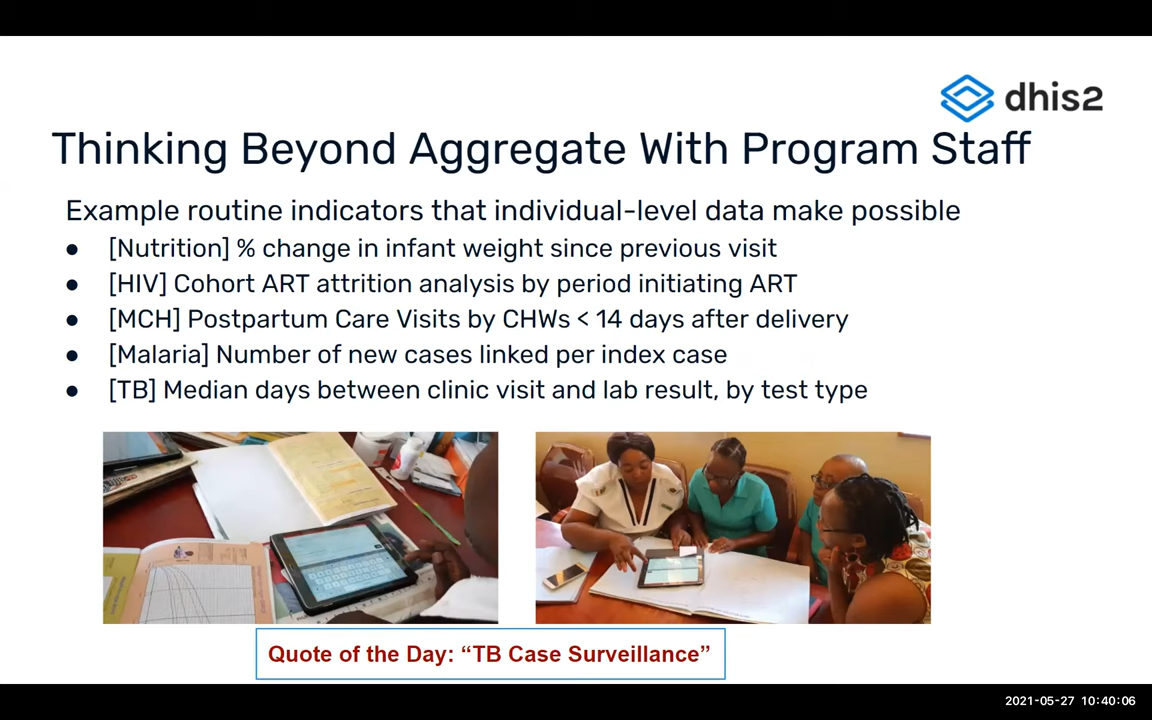 dhis2
Thinking Beyond Aggregate With Program Staff
Example routine indicators that individual-level data make possible
● [Nutrition] % change in infant weight since previous visit
● [HIV] Cohort ART attrition analysis by period initiating ART
● [MCH] Postpartum Care Visits by CHWs < 14 days after delivery
● [Malaria] Number of new cases linked per index case
● [TB] Median days between clinic visit and lab result, by test type
Quote of the Day: “TB Case Surveillance”
2021-05-27 10:40:06